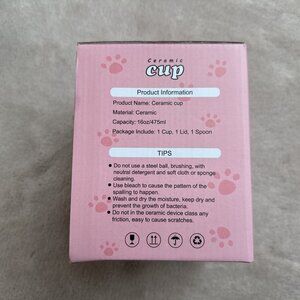 Ceramic
cup
Product Information
Product Name: Ceramic cup
Material: Ceramic
Capacity: 16oz/475ml
Package Include: 1 Cup, 1 Lid, 1 Spoon
TIPS
● Do not use a steel ball, brushing, with
neutral detergent and soft cloth or sponge
cleaning.
● Use bleach to cause the pattern of the
spalling to happen.
● Wash and dry the moisture, keep dry and
prevent the growth of bacteria.
● Do not in the ceramic device class any
friction, easy to cause scratches.